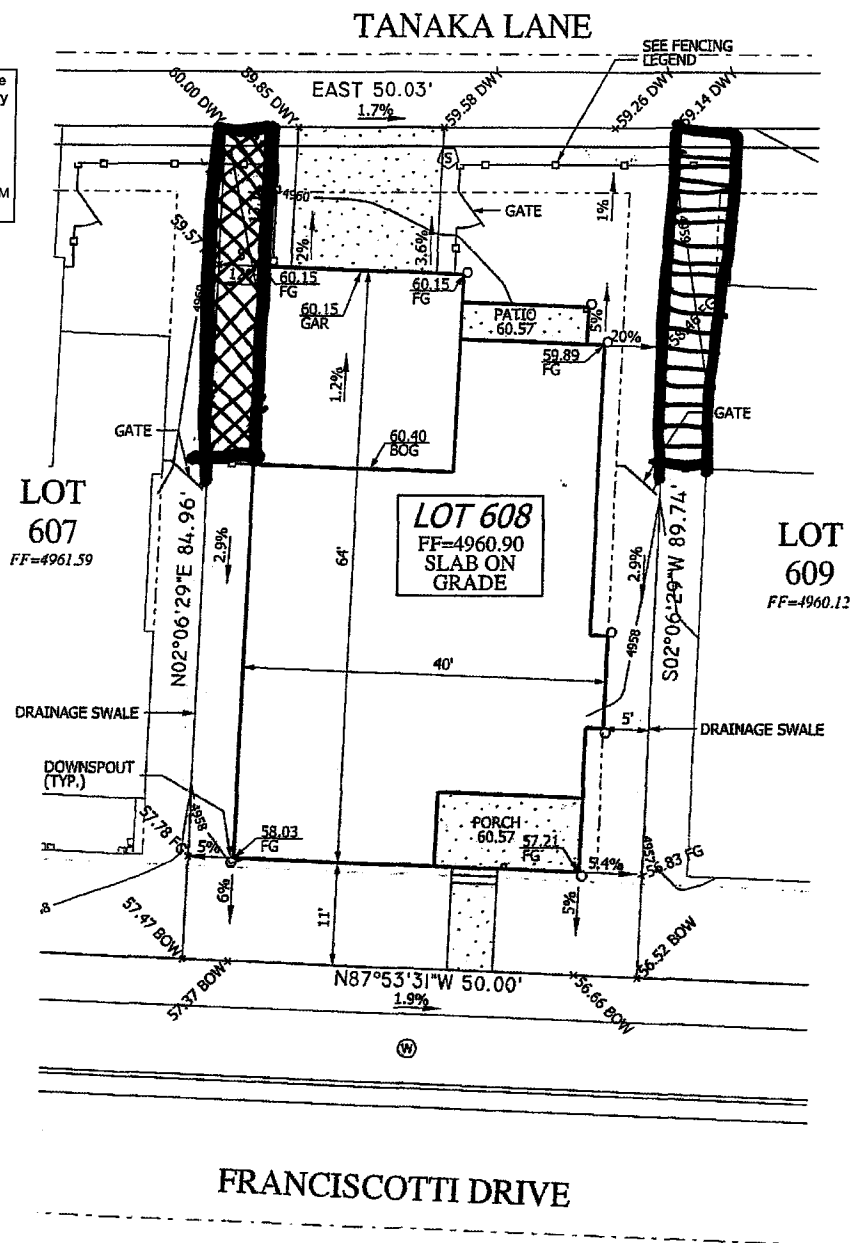 TANAKA LANE
SEE FENCING
LEGEND
60.00 DWY
59.85 DWY
EAST 50.03'
1.7%
59.58 DWY
59.26 DWY
59.14 DWY
S
4960
GATE
1%
2%
3.6%
59.57
60.15
FG
60.15
GAR
60.15
FG
PATIO
60.57
5%
20%
59.89
FG
58.46 FG
4960
1.2%
GATE
60.40
BOG
GATE
LOT
607
FF=4961.59
LOT 608
FF=4960.90
SLAB ON
GRADE
LOT
609
FF=4960.12
N02°06'29"E 84.96'
2.9%
64'
2.9%
S02°06'29"W 89.74'
4958
40'
DRAINAGE SWALE
5'
DRAINAGE SWALE
DOWNSPOUT
(TYP.)
4958
57.78 FG
5%
58.03
FG
PORCH
60.57
57.21
FG
5.4%
4957
56.83 FG
6%
11'
5%
57.47 BOW
57.37 BOW
N87°53'31"W 50.00'
1.9%
56.66 BOW
56.52 BOW
W
FRANCISCOTTI DRIVE